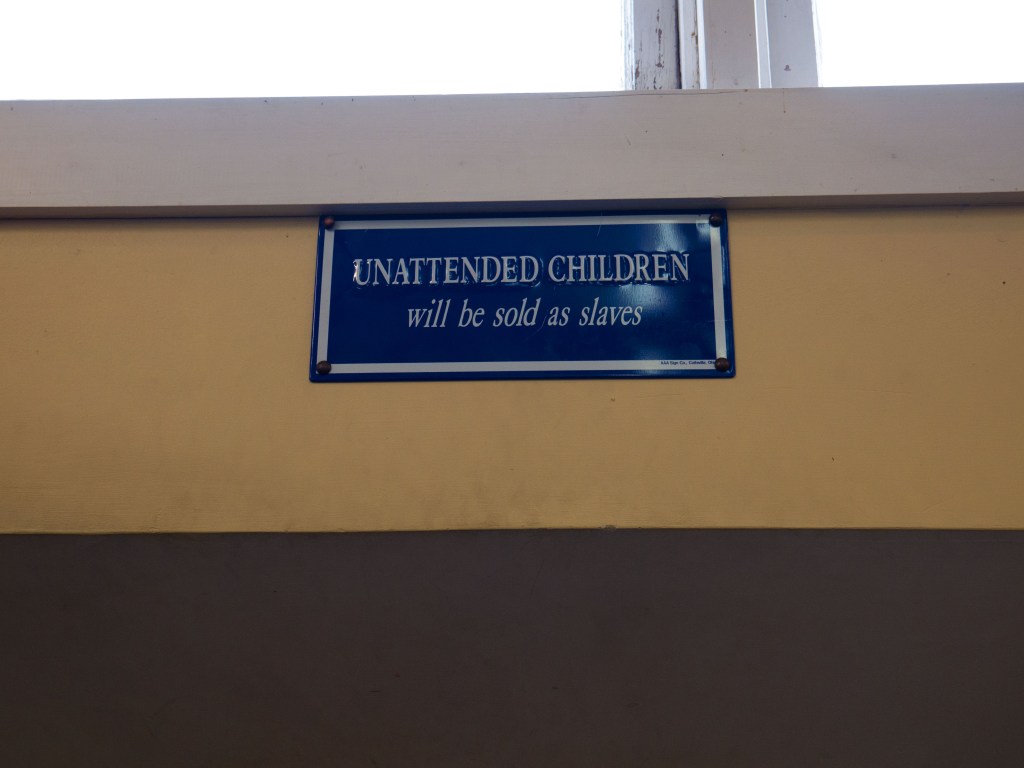 UNATTENDED CHILDREN
will be sold as slaves